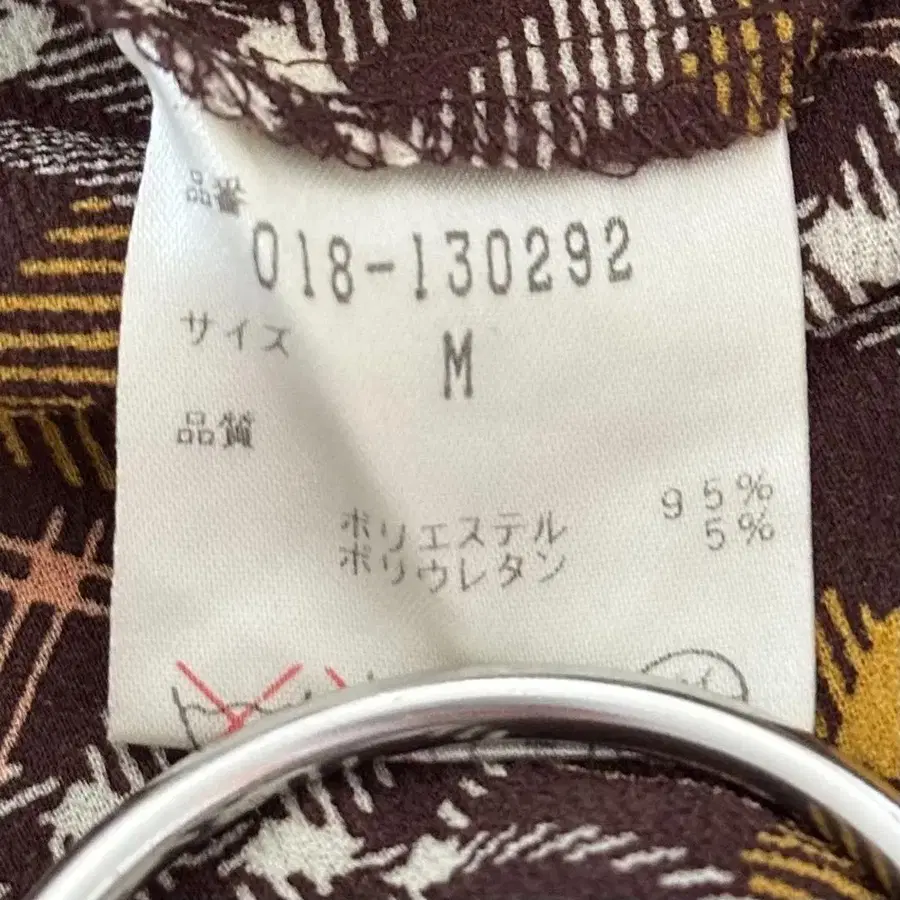 品番
018-130292
サイズ M
品質
ポリエステル 95%
ポリウレタン 5%